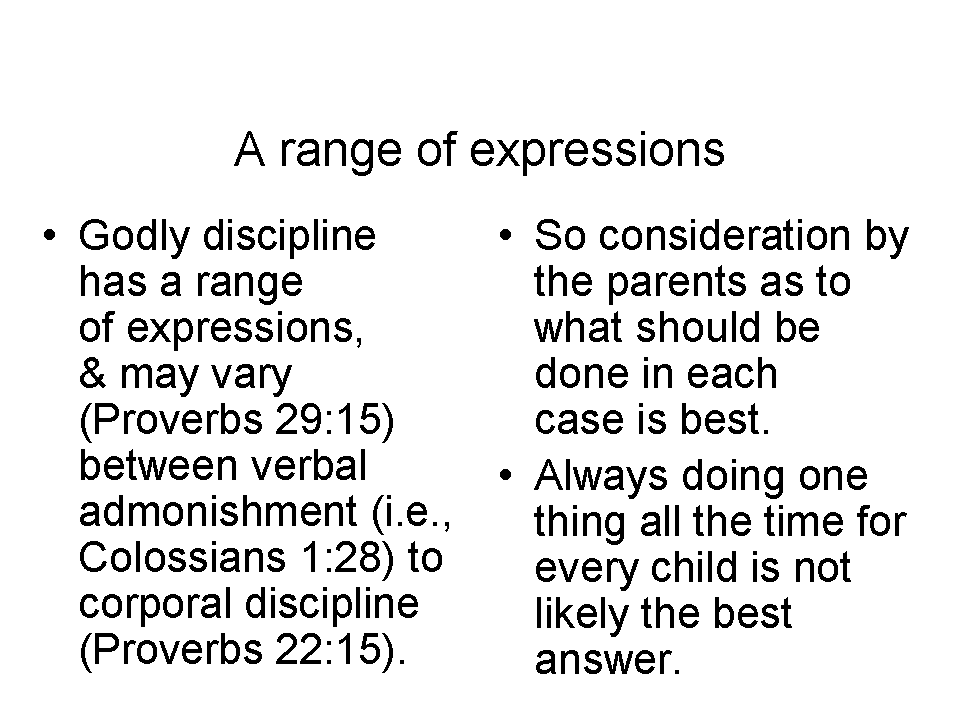 A range of expressions
• Godly discipline
has a range
of expressions,
& may vary
(Proverbs 29:15)
between verbal
admonishment (i.e.,
Colossians 1:28) to
corporal discipline
(Proverbs 22:15).
• So consideration by
the parents as to
what should be
done in each
case is best.
• Always doing one
thing all the time for
every child is not
likely the best
answer.